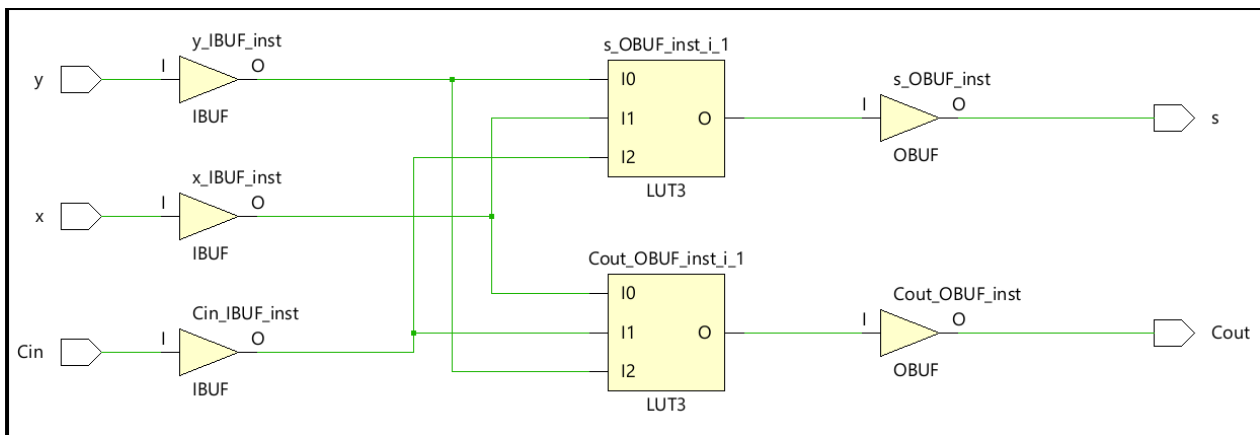 y_IBUF_inst
y
I
O
IBUF
s_OBUF_inst_i_1
I0
I1
I2
O
LUT3
s_OBUF_inst
I
O
OBUF
s
x_IBUF_inst
x
I
O
IBUF
Cout_OBUF_inst_i_1
I0
I1
I2
O
LUT3
Cin_IBUF_inst
Cin
I
O
IBUF
Cout_OBUF_inst
I
O
OBUF
Cout